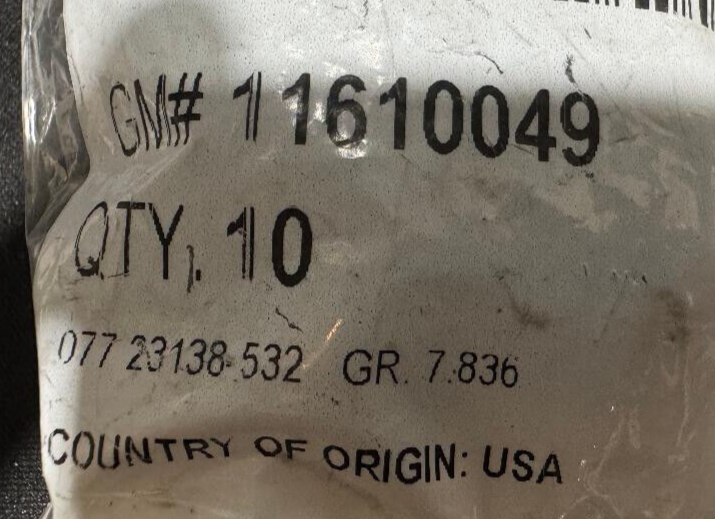 GM# 11610049
QTY. 10
077 23138-532 GR. 7.836
COUNTRY OF ORIGIN: USA